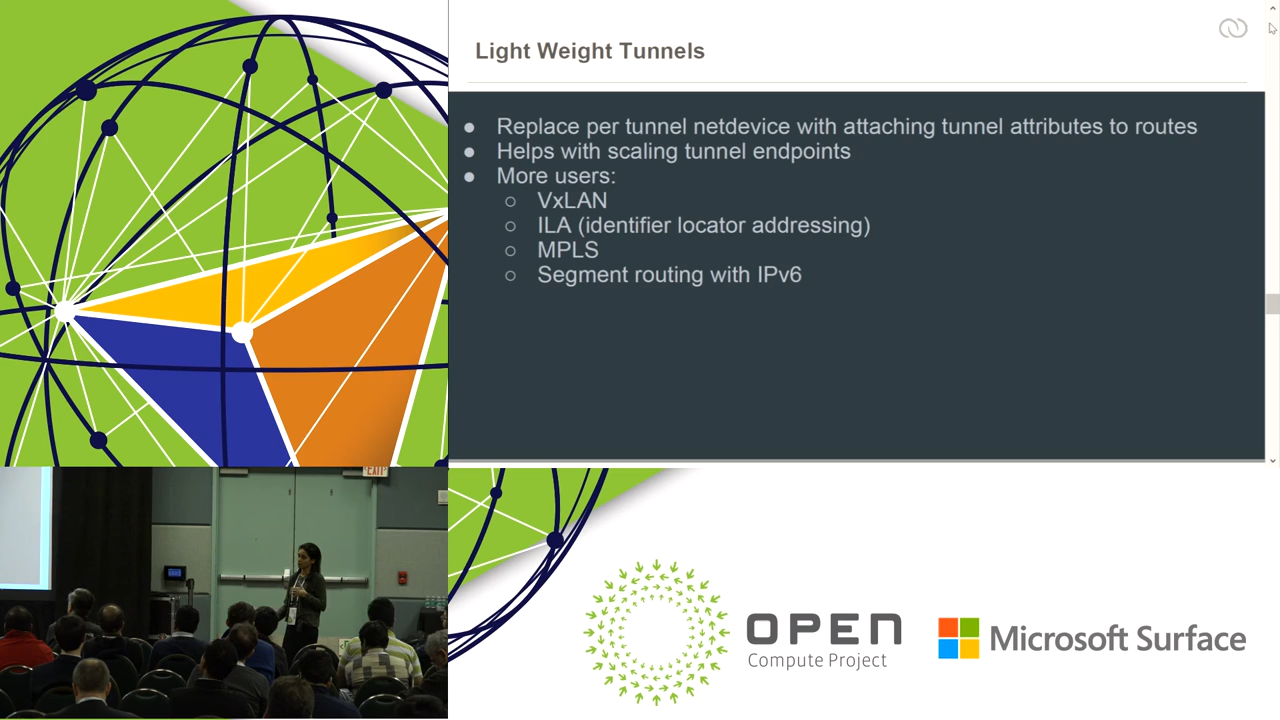 Light Weight Tunnels
● Replace per tunnel netdevice with attaching tunnel attributes to routes
● Helps with scaling tunnel endpoints
● More users:
○ VxLAN
○ ILA (identifier locator addressing)
○ MPLS
○ Segment routing with IPv6
EXIT
OPEN
Compute Project
Microsoft Surface